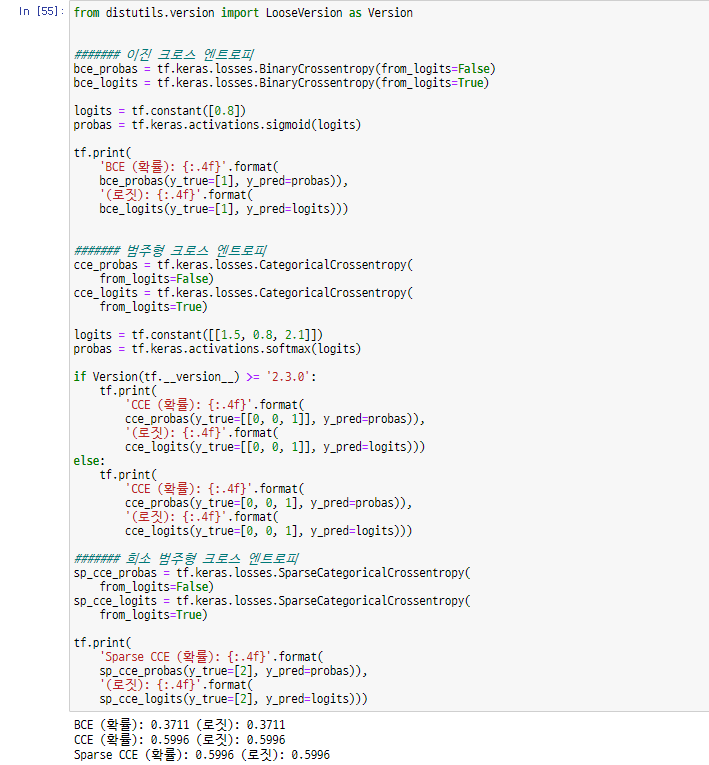 In [55]:
from distutils.version import LooseVersion as Version
####### 이진 크로스 엔트로피
bce_probas = tf.keras.losses.BinaryCrossentropy(from_logits=False)
bce_logits = tf.keras.losses.BinaryCrossentropy(from_logits=True)
logits = tf.constant([0.8])
probas = tf.keras.activations.sigmoid(logits)
tf.print(
    'BCE (확률): {:.4f}'.format(
    bce_probas(y_true=[1], y_pred=probas)),
    '(로짓): {:.4f}'.format(
    bce_logits(y_true=[1], y_pred=logits)))
####### 범주형 크로스 엔트로피
cce_probas = tf.keras.losses.CategoricalCrossentropy(
    from_logits=False)
cce_logits = tf.keras.losses.CategoricalCrossentropy(
    from_logits=True)
logits = tf.constant([[1.5, 0.8, 2.1]])
probas = tf.keras.activations.softmax(logits)
if Version(tf.__version__) >= '2.3.0':
    tf.print(
        'CCE (확률): {:.4f}'.format(
        cce_probas(y_true=[[0, 0, 1]], y_pred=probas)),
        '(로짓): {:.4f}'.format(
        cce_logits(y_true=[[0, 0, 1]], y_pred=logits)))
else:
    tf.print(
        'CCE (확률): {:.4f}'.format(
        cce_probas(y_true=[0, 0, 1], y_pred=probas)),
        '(로짓): {:.4f}'.format(
        cce_logits(y_true=[0, 0, 1], y_pred=logits)))
####### 희소 범주형 크로스 엔트로피
sp_cce_probas = tf.keras.losses.SparseCategoricalCrossentropy(
    from_logits=False)
sp_cce_logits = tf.keras.losses.SparseCategoricalCrossentropy(
    from_logits=True)
tf.print(
    'Sparse CCE (확률): {:.4f}'.format(
    sp_cce_probas(y_true=[2], y_pred=probas)),
    '(로짓): {:.4f}'.format(
    sp_cce_logits(y_true=[2], y_pred=logits)))
BCE (확률): 0.3711 (로짓): 0.3711
CCE (확률): 0.5996 (로짓): 0.5996
Sparse CCE (확률): 0.5996 (로짓): 0.5996